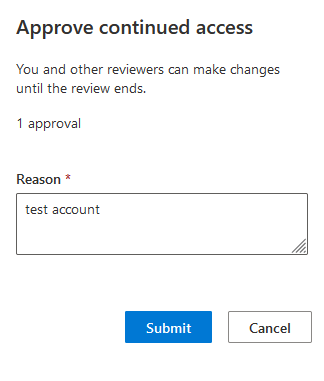 Approve continued access
You and other reviewers can make changes
until the review ends.
1 approval
Reason *
test account
Submit
Cancel